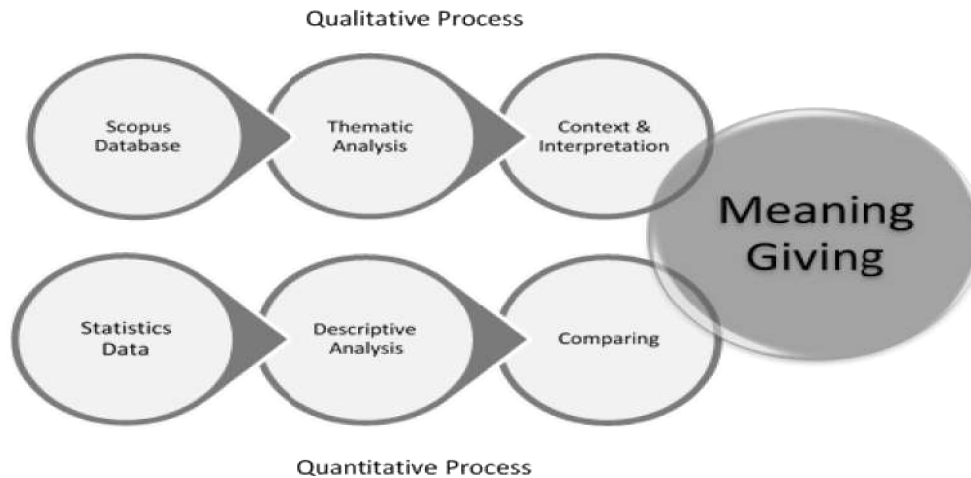 Qualitative Process
Scopus
Database
Thematic
Analysis
Context &
Interpretation
Meaning
Giving
Statistics
Data
Descriptive
Analysis
Comparing
Quantitative Process